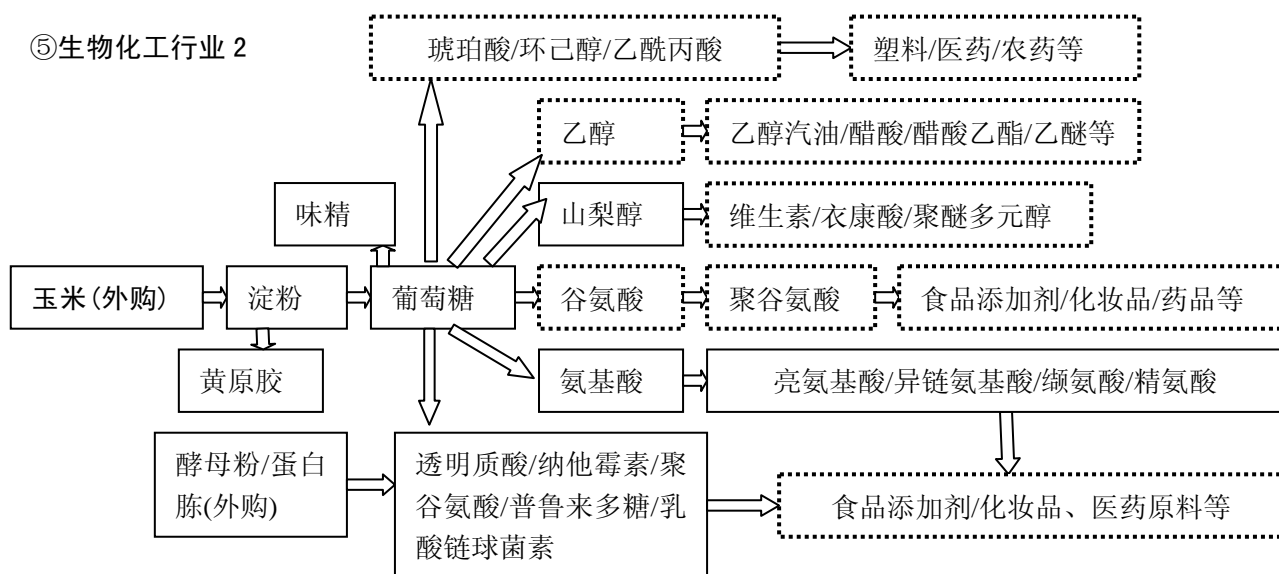 ⑤生物化工行业 2
琥珀酸/环己醇/乙酰丙酸
塑料/医药/农药等
乙醇
乙醇汽油/醋酸/醋酸乙酯/乙醚等
味精
山梨醇
维生素/衣康酸/聚醚多元醇
玉米(外购)
淀粉
葡萄糖
谷氨酸
聚谷氨酸
食品添加剂/化妆品/药品等
黄原胶
氨基酸
亮氨基酸/异链氨基酸/缬氨酸/精氨酸
酵母粉/蛋白
胨(外购)
透明质酸/纳他霉素/聚
谷氨酸/普鲁来多糖/乳
酸链球菌素
食品添加剂/化妆品、医药原料等